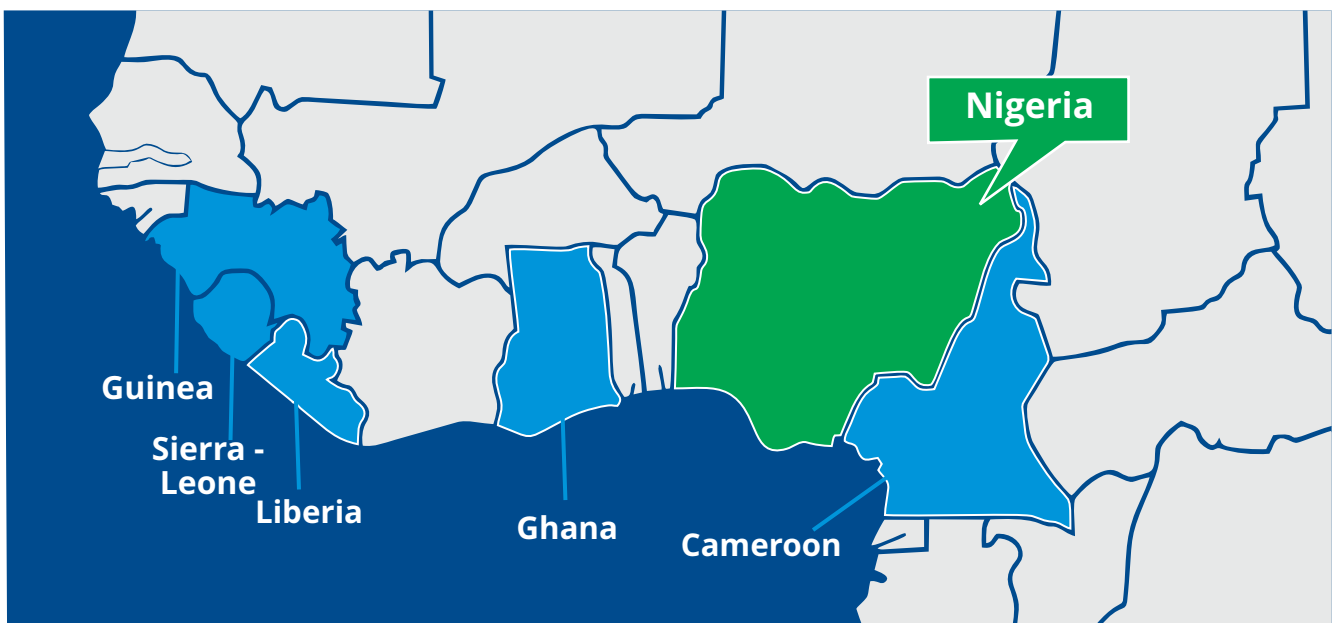 Nigeria
Guinea
Sierra -
Leone
Liberia
Ghana
Cameroon